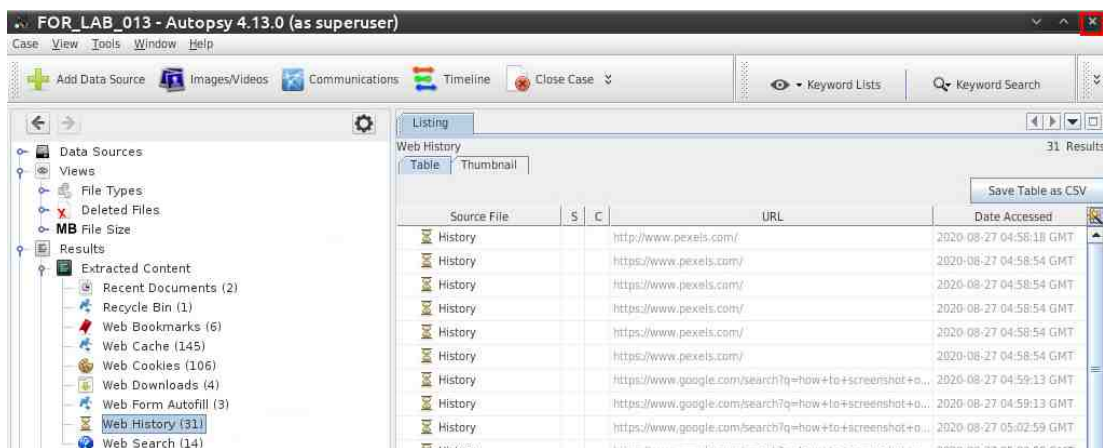 FOR_LAB_013 - Autopsy 4.13.0 (as superuser)
Case View Tools Window Help
Add Data Source Images/Videos Communications Timeline Close Case Keyword Lists Keyword Search
Listing
Data Sources
Views
File Types
Deleted Files
MB File Size
Results
Extracted Content
Recent Documents (2)
Recycle Bin (1)
Web Bookmarks (6)
Web Cache (145)
Web Cookies (106)
Web Downloads (4)
Web Form Autofill (3)
Web History (31)
Web Search (14)
Web History 31 Results
Table Thumbnail
Save Table as CSV
Source File S C URL Date Accessed
History http://www.pexels.com/ 2020-08-27 04:58:18 GMT
History https://www.pexels.com/ 2020-08-27 04:58:54 GMT
History https://www.pexels.com/ 2020-08-27 04:58:54 GMT
History https://www.pexels.com/ 2020-08-27 04:58:54 GMT
History https://www.pexels.com/ 2020-08-27 04:58:54 GMT
History https://www.pexels.com/ 2020-08-27 04:58:54 GMT
History https://www.google.com/search?q=how+to+screenshot+o... 2020-08-27 04:59:13 GMT
History https://www.google.com/search?q=how+to+screenshot+o... 2020-08-27 04:59:13 GMT
History https://www.google.com/search?q=how+to+screenshot+o... 2020-08-27 05:02:59 GMT